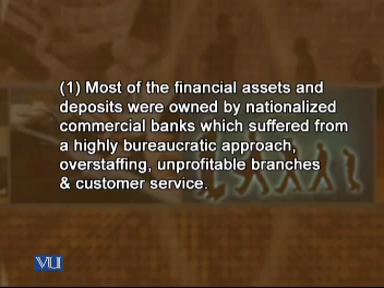 (1) Most of the financial assets and
deposits were owned by nationalized
commercial banks which suffered from
a highly bureaucratic approach,
overstaffing, unprofitable branches
& customer service.
VU